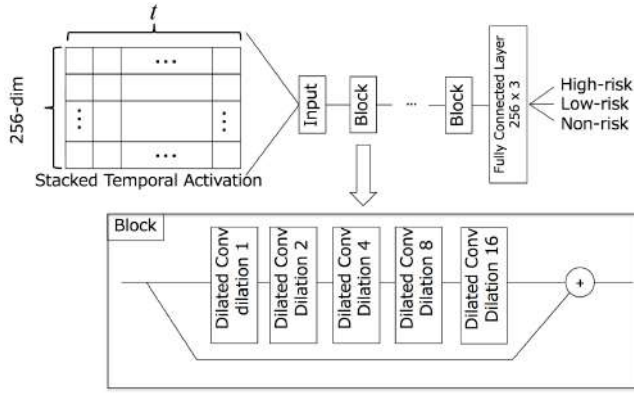 t
...
256-dim
...
...
...
Stacked Temporal Activation
Input
Block
...
Block
Fully Connected Layer
256 x 3
High-risk
Low-risk
Non-risk
Block
Dilated Conv
dilation 1
Dilated Conv
Dilation 2
Dilated Conv
Dilation 4
Dilated Conv
Dilation 8
Dilated Conv
Dilation 16
+